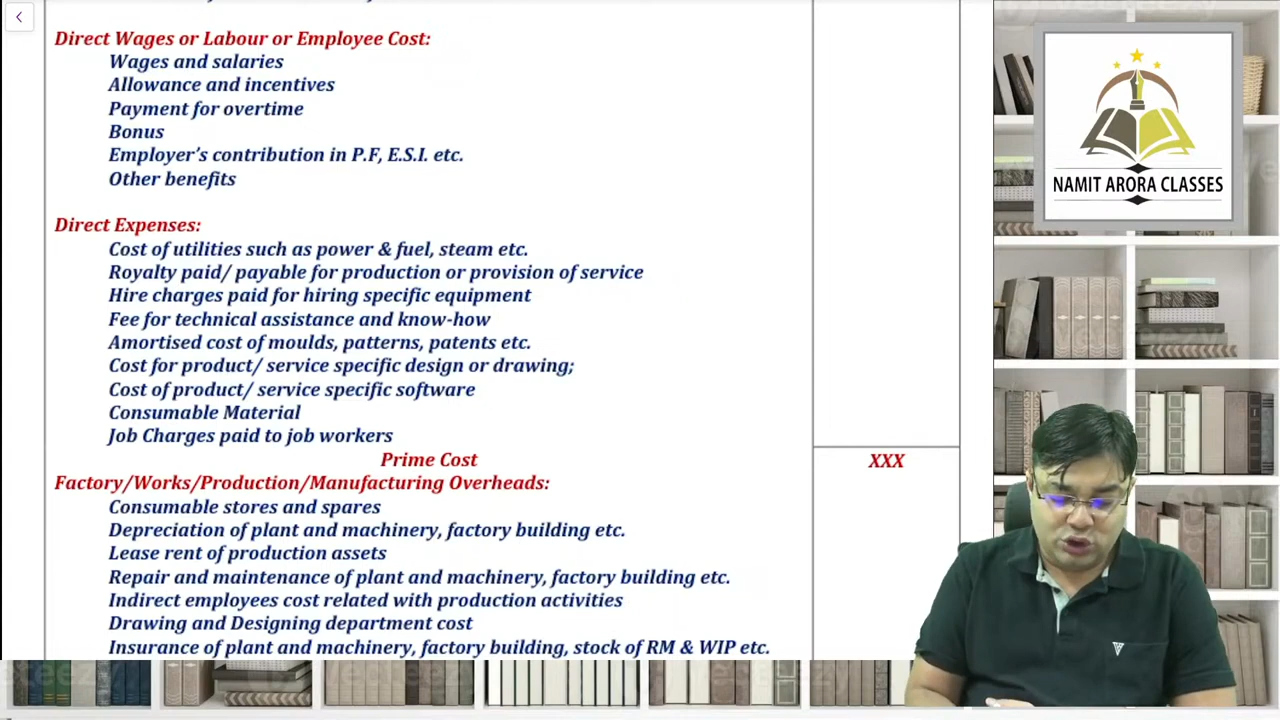 Direct Wages or Labour or Employee Cost:
Wages and salaries
Allowance and incentives
Payment for overtime
Bonus
Employer's contribution in P.F, E.S.I. etc.
Other benefits
Direct Expenses:
Cost of utilities such as power & fuel, steam etc.
Royalty paid/ payable for production or provision of service
Hire charges paid for hiring specific equipment
Fee for technical assistance and know-how
Amortised cost of moulds, patterns, patents etc.
Cost for product/ service specific design or drawing;
Cost of product/ service specific software
Consumable Material
Job Charges paid to job workers
Prime Cost XXX
Factory/Works/Production/Manufacturing Overheads:
Consumable stores and spares
Depreciation of plant and machinery, factory building etc.
Lease rent of production assets
Repair and maintenance of plant and machinery, factory building etc.
Indirect employees cost related with production activities
Drawing and Designing department cost
Insurance of plant and machinery, factory building, stock of RM & WIP etc.
NAMIT ARORA CLASSES